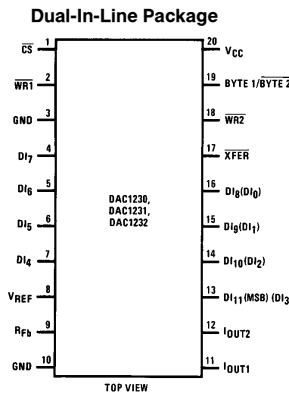 Dual-In-Line Package
CS 1
WR1 2
GND 3
DI7 4
DI6 5
DI5 6
DI4 7
VREF 8
RFb 9
GND 10
DAC1230,
DAC1231,
DAC1232
20 VCC
19 BYTE 1/BYTE 2
18 WR2
17 XFER
16 DI8(DI0)
15 DI9(DI1)
14 DI10(DI2)
13 DI11(MSB) (DI3
12 IOUT2
11 IOUT1
TOP VIEW